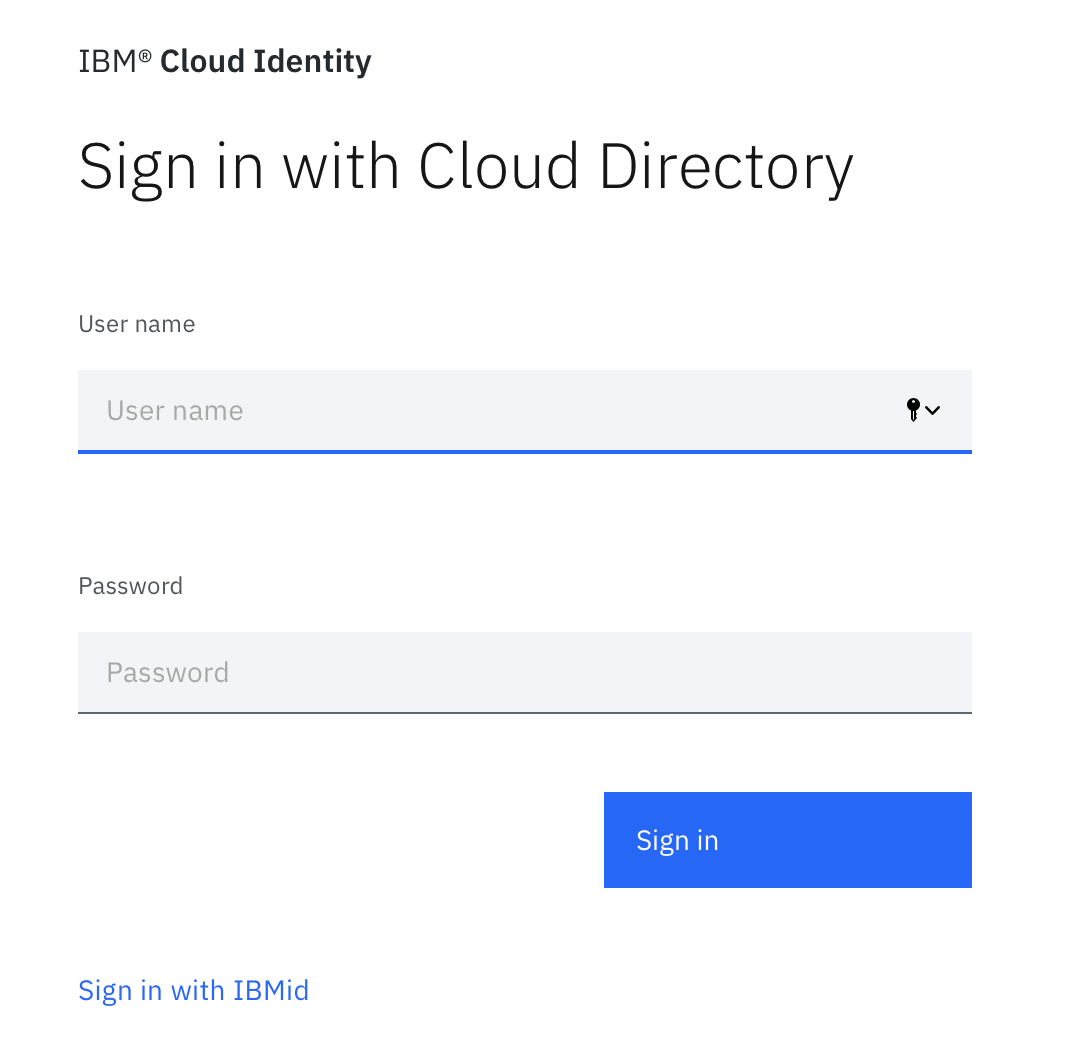 IBM® Cloud Identity
Sign in with Cloud Directory
User name
User name
Password
Password
Sign in
Sign in with IBMid